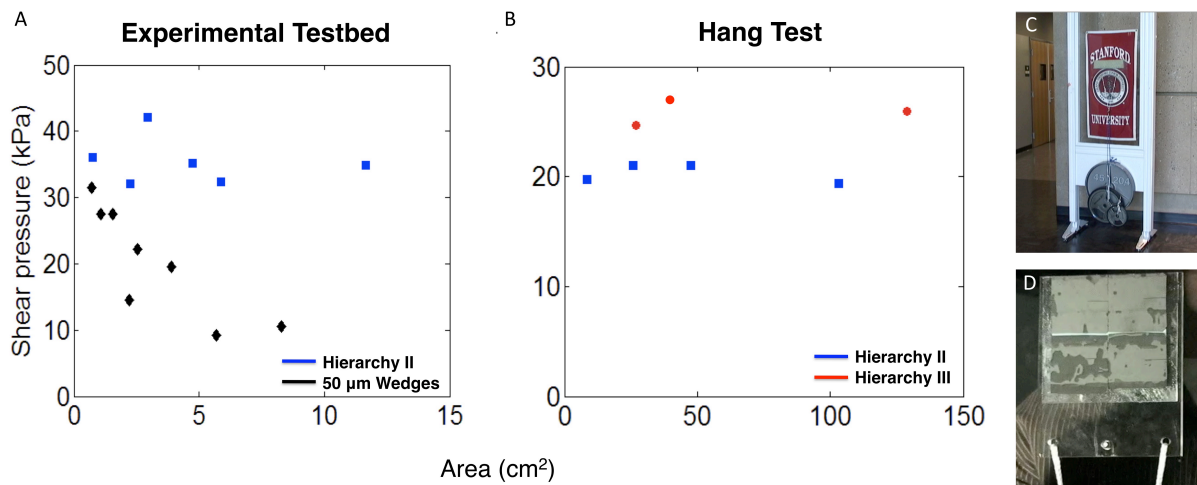 A
Experimental Testbed
Shear pressure (kPa)
50
40
30
20
10
0
0
5
10
15
Hierarchy II
50 µm Wedges
B
Hang Test
30
20
10
0
0
50
100
150
Hierarchy II
Hierarchy III
Area (cm²)
C
STANFORD
UNIVERSITY
D